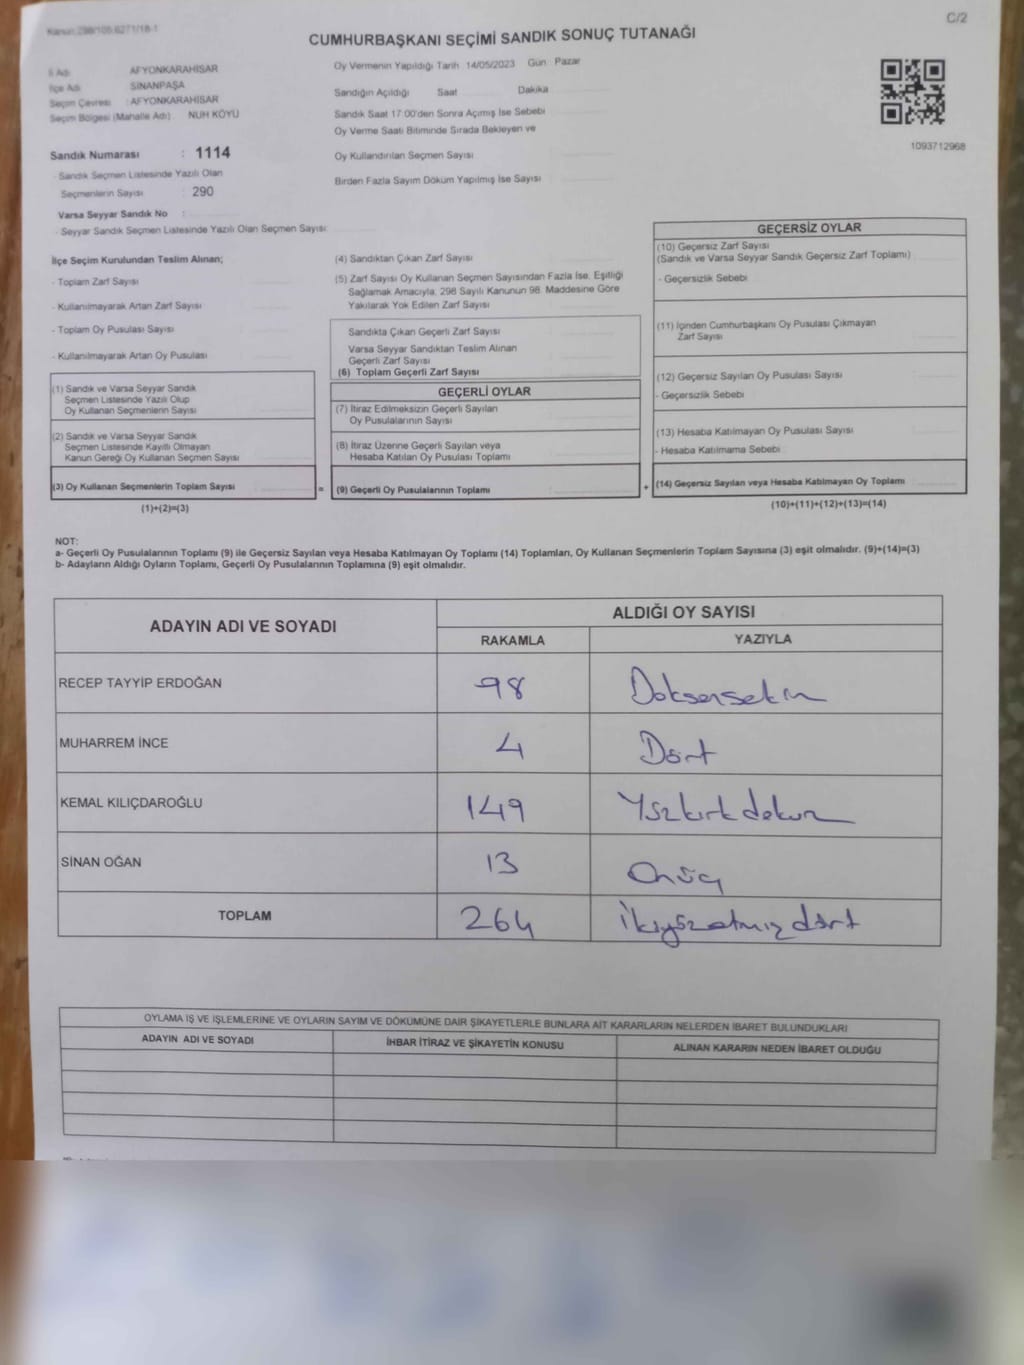 Kanun:298/105,6271/18-1
C/2
CUMHURBAŞKANI SEÇİMİ SANDIK SONUÇ TUTANAĞI
İl Adı : AFYONKARAHİSAR
İlçe Adı : SİNANPAŞA
Seçim Çevresi : AFYONKARAHİSAR
Seçim Bölgesi (Mahalle Adı) : NUH KÖYÜ
Sandık Numarası : 1114
- Sandık Seçmen Listesinde Yazılı Olan
Seçmenlerin Sayısı : 290
Varsa Seyyar Sandık No :
- Seyyar Sandık Seçmen Listesinde Yazılı Olan Seçmen Sayısı:
Oy Vermenin Yapıldığı Tarih 14/05/2023 Gün: Pazar
Sandığın Açıldığı Saat Dakika
Sandık Saat 17:00'den Sonra Açımış İse Sebebi
Oy Verme Saati Bitiminde Sırada Bekleyen ve
Oy Kullandırılan Seçmen Sayısı
Birden Fazla Sayım Döküm Yapılmış İse Sayısı
1093712968
İlçe Seçim Kurulundan Teslim Alınan;
- Toplam Zarf Sayısı
- Kullanılmayarak Artan Zarf Sayısı
- Toplam Oy Pusulası Sayısı
- Kullanılmayarak Artan Oy Pusulası
(1) Sandık ve Varsa Seyyar Sandık
Seçmen Listesinde Yazılı Olup
Oy Kullanan Seçmenlerin Sayısı
(2) Sandık ve Varsa Seyyar Sandık
Seçmen Listesinde Kayıtlı Olmayan
Kanun Gereği Oy Kullanan Seçmen Sayısı
(3) Oy Kullanan Seçmenlerin Toplam Sayısı
(1)+(2)=(3)
(4) Sandıktan Çıkan Zarf Sayısı
(5) Zarf Sayısı Oy Kullanan Seçmen Sayısından Fazla İse, Eşitliği
Sağlamak Amacıyla, 298 Sayılı Kanunun 98. Maddesine Göre
Yakılarak Yok Edilen Zarf Sayısı
Sandıkta Çıkan Geçerli Zarf Sayısı
Varsa Seyyar Sandıktan Teslim Alınan
Geçerli Zarf Sayısı
(6) Toplam Geçerli Zarf Sayısı
GEÇERLİ OYLAR
(7) İtiraz Edilmeksizin Geçerli Sayılan
Oy Pusulalarının Sayısı
(8) İtiraz Üzerine Geçerli Sayılan veya
Hesaba Katılan Oy Pusulası Toplamı
= (9) Geçerli Oy Pusulalarının Toplamı
GEÇERSİZ OYLAR
(10) Geçersiz Zarf Sayısı
(Sandık ve Varsa Seyyar Sandık Geçersiz Zarf Toplamı)
- Geçersizlik Sebebi
(11) İçinden Cumhurbaşkanı Oy Pusulası Çıkmayan
Zarf Sayısı
(12) Geçersiz Sayılan Oy Pusulası Sayısı
- Geçersizlik Sebebi
(13) Hesaba Katılmayan Oy Pusulası Sayısı
- Hesaba Katılmama Sebebi
+ (14) Geçersiz Sayılan veya Hesaba Katılmayan Oy Toplamı
(10)+(11)+(12)+(13)=(14)
NOT:
a- Geçerli Oy Pusulalarının Toplamı (9) ile Geçersiz Sayılan veya Hesaba Katılmayan Oy Toplamı (14) Toplamları, Oy Kullanan Seçmenlerin Toplam Sayısına (3) eşit olmalıdır. (9)+(14)=(3)
b- Adayların Aldığı Oyların Toplamı, Geçerli Oy Pusulalarının Toplamına (9) eşit olmalıdır.
ADAYIN ADI VE SOYADI ALDIĞI OY SAYISI
RAKAMLA YAZIYLA
RECEP TAYYİP ERDOĞAN 98 Doksansekiz
MUHARREM İNCE 4 Dört
KEMAL KILIÇDAROĞLU 149 Yüzkırkdokuz
SİNAN OĞAN 13 Onüç
TOPLAM 264 İkiyüzatmışdört
OYLAMA İŞ VE İŞLEMLERİNE VE OYLARIN SAYIM VE DÖKÜMÜNE DAİR ŞİKAYETLERLE BUNLARA AİT KARARLARIN NELERDEN İBARET BULUNDUKLARI
ADAYIN ADI VE SOYADI İHBAR İTİRAZ VE ŞİKAYETİN KONUSU ALINAN KARARIN NEDEN İBARET OLDUĞU